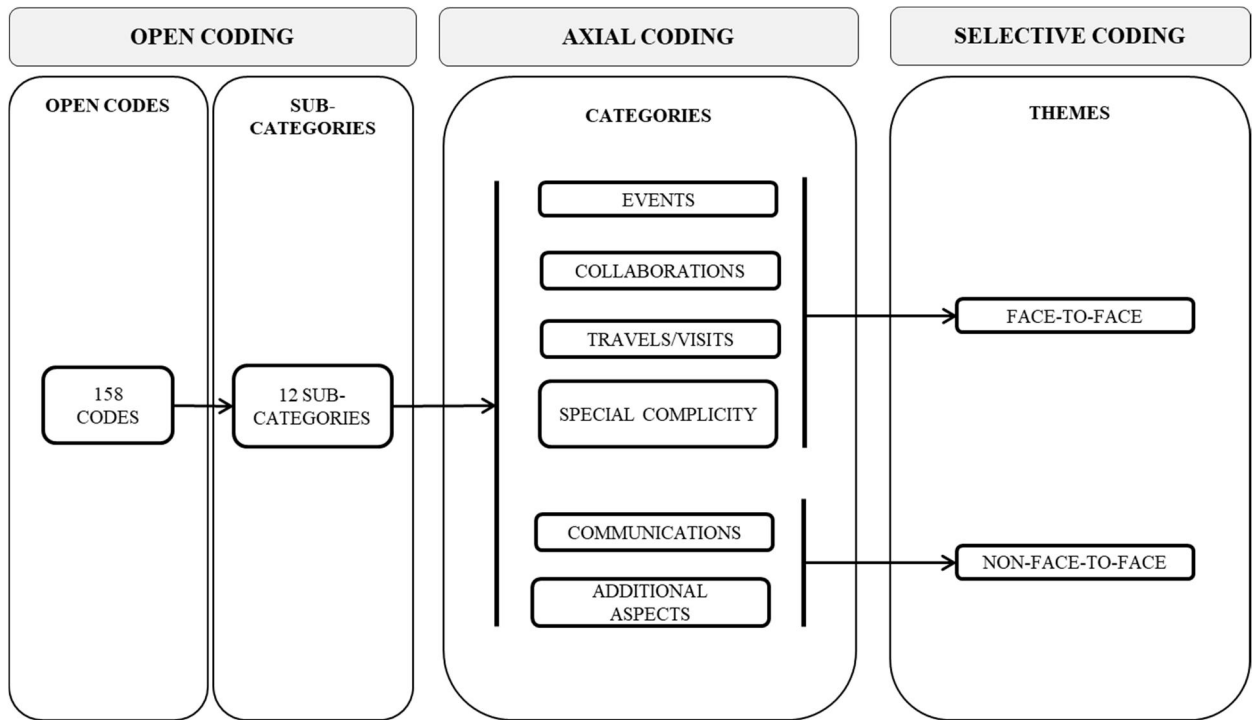 OPEN CODING
AXIAL CODING
SELECTIVE CODING
OPEN CODES
SUB-
CATEGORIES
CATEGORIES
THEMES
158
CODES
12 SUB-
CATEGORIES
EVENTS
COLLABORATIONS
TRAVELS/VISITS
SPECIAL COMPLICITY
COMMUNICATIONS
ADDITIONAL
ASPECTS
FACE-TO-FACE
NON-FACE-TO-FACE